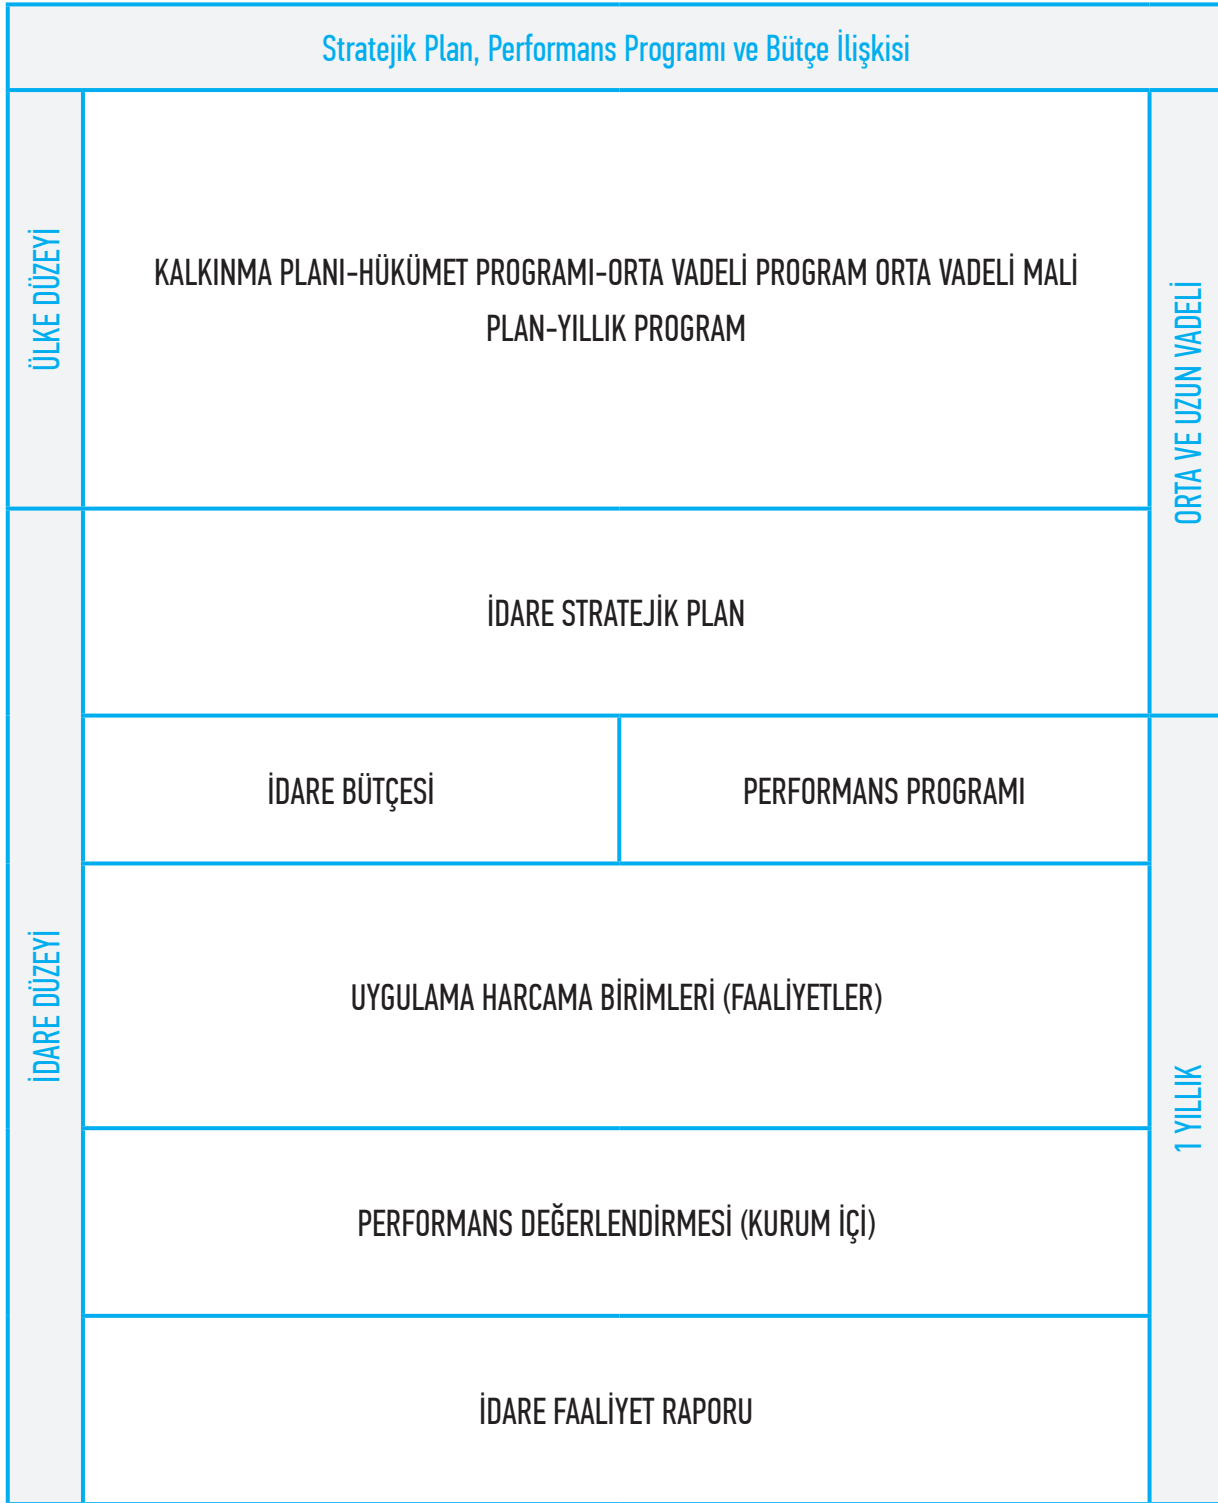 Stratejik Plan, Performans Programı ve Bütçe İlişkisi
ÜLKE DÜZEYİ
KALKINMA PLANI-HÜKÜMET PROGRAMI-ORTA VADELİ PROGRAM ORTA VADELİ MALİ
PLAN-YILLIK PROGRAM
ORTA VE UZUN VADELİ
İDARE DÜZEYİ
İDARE STRATEJİK PLAN
İDARE BÜTÇESİ
PERFORMANS PROGRAMI
1 YILLIK
UYGULAMA HARCAMA BİRİMLERİ (FAALİYETLER)
PERFORMANS DEĞERLENDİRMESİ (KURUM İÇİ)
İDARE FAALİYET RAPORU